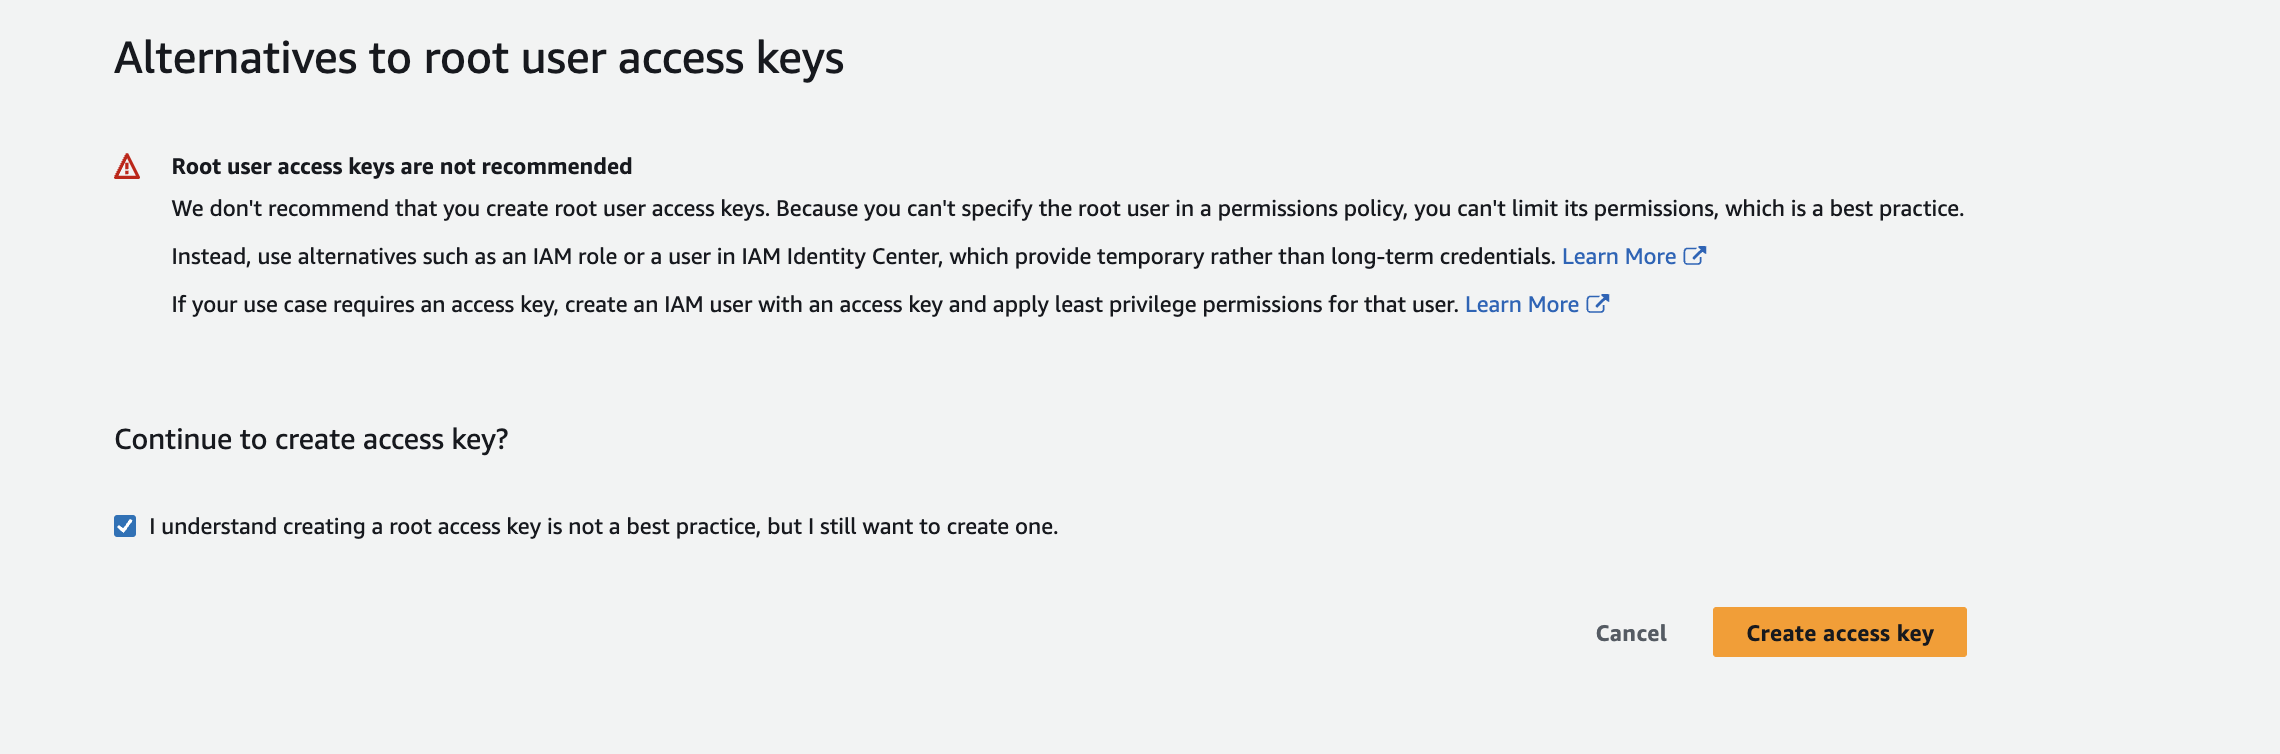 Alternatives to root user access keys
Root user access keys are not recommended
We don't recommend that you create root user access keys. Because you can't specify the root user in a permissions policy, you can't limit its permissions, which is a best practice.
Instead, use alternatives such as an IAM role or a user in IAM Identity Center, which provide temporary rather than long-term credentials. Learn More
If your use case requires an access key, create an IAM user with an access key and apply least privilege permissions for that user. Learn More
Continue to create access key?
I understand creating a root access key is not a best practice, but I still want to create one.
Cancel Create access key